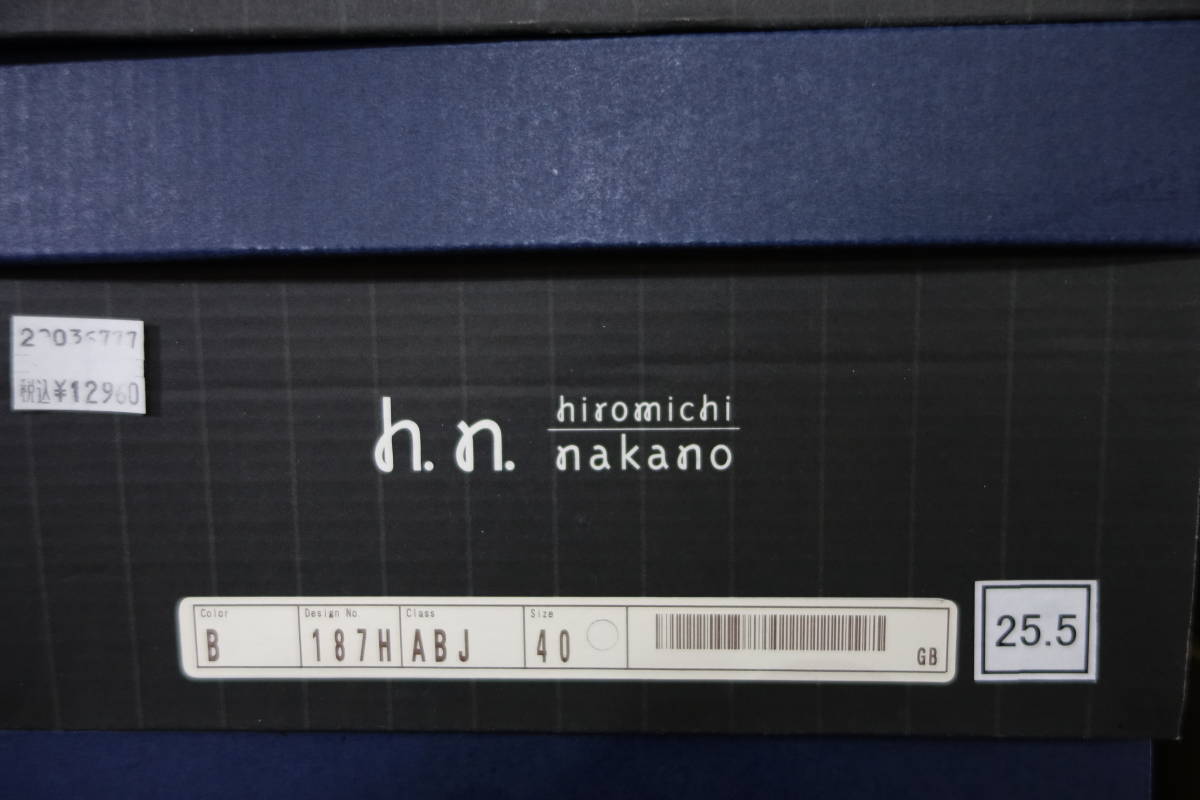 税込¥12960
h.n.
hiromichi
nakano
Color
B
Design No.
187H
Class
ABJ
Size
40
GB
25.5